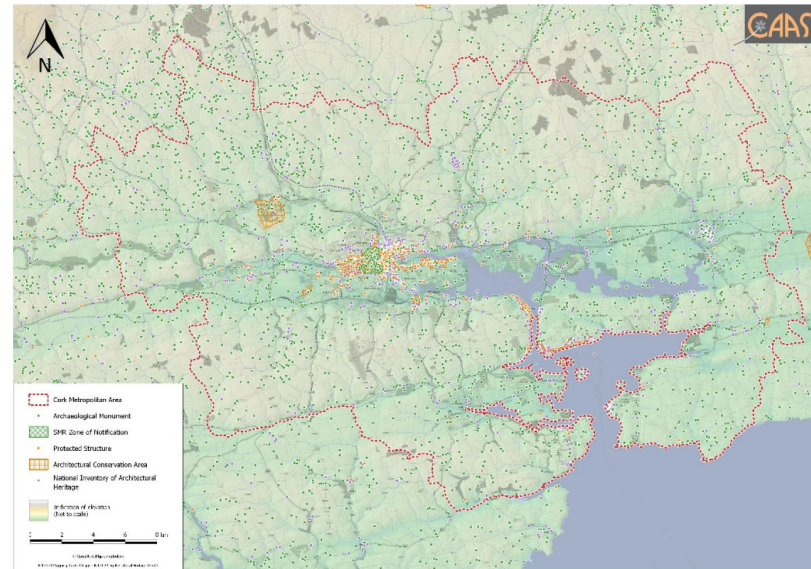 CAAS
N
Cork Metropolitan Area
Archaeological Monument
SMR Zone of Notification
Protected Structure
Architectural Conservation Area
National Inventory of Architectural
Heritage
Indication of elevation
(Not to scale)
0 2 4 6 8 km